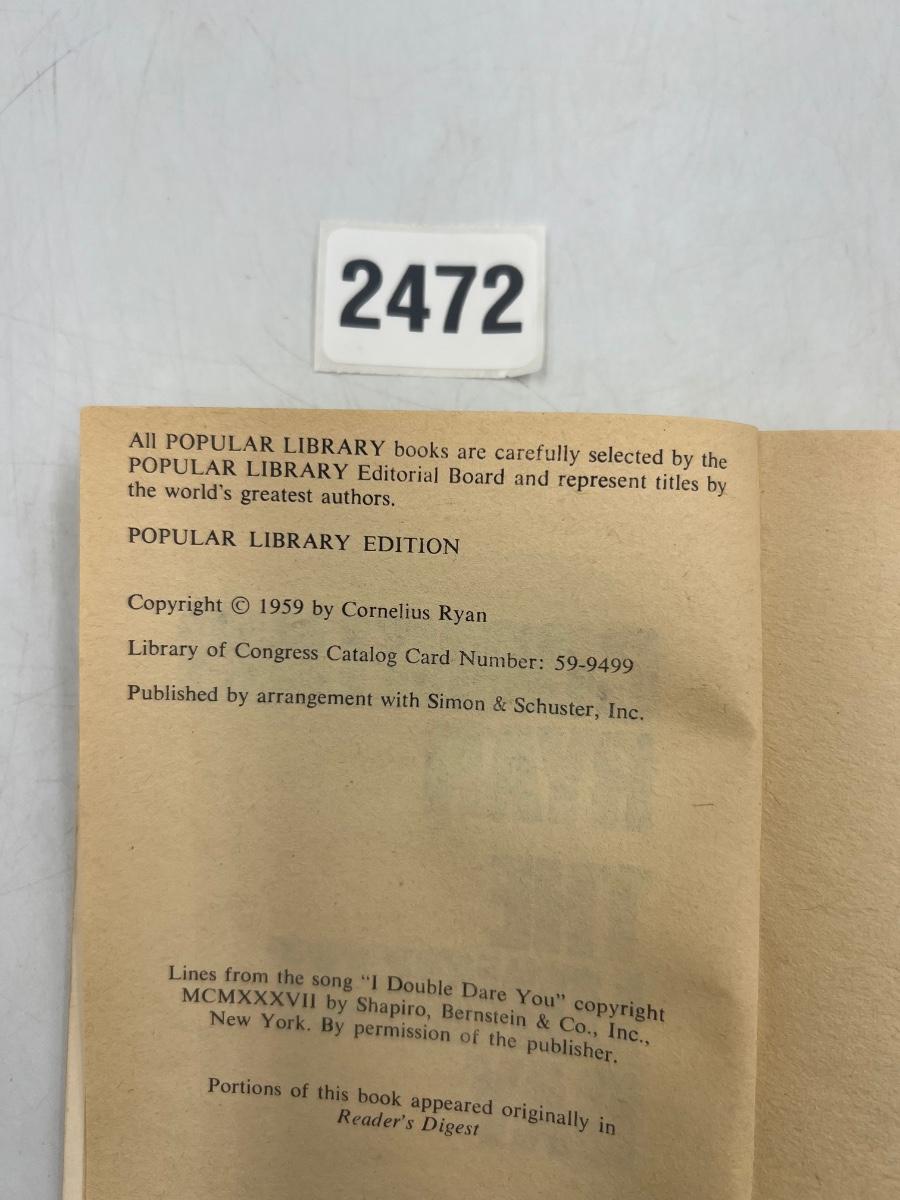 2472
All POPULAR LIBRARY books are carefully selected by the
POPULAR LIBRARY Editorial Board and represent titles by
the world's greatest authors.
POPULAR LIBRARY EDITION
Copyright © 1959 by Cornelius Ryan
Library of Congress Catalog Card Number: 59-9499
Published by arrangement with Simon & Schuster, Inc.
Lines from the song "I Double Dare You" copyright
MCMXXXVII by Shapiro, Bernstein & Co., Inc.,
New York. By permission of the publisher.
Portions of this book appeared originally in
Reader's Digest